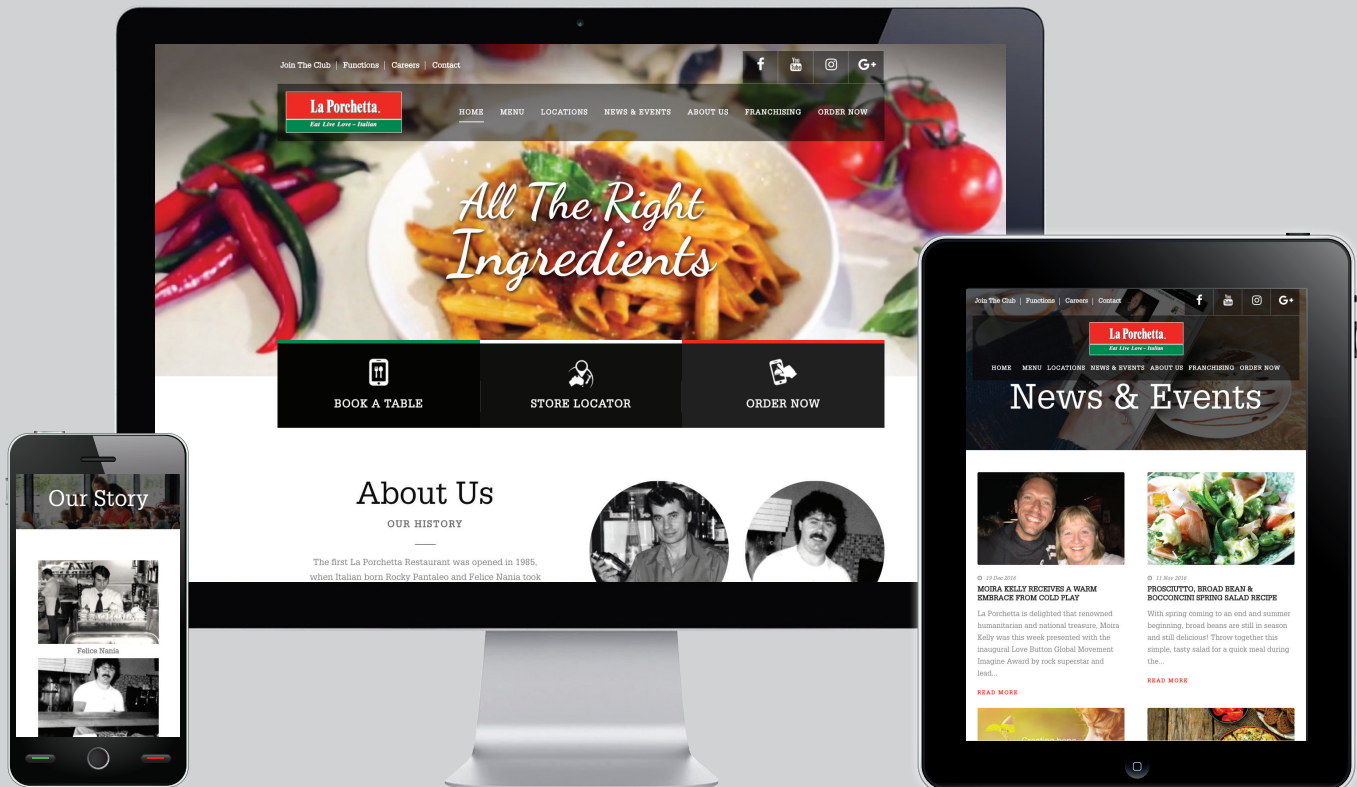 Join The Club | Functions | Careers | Contact
You Tube
G+
La Porchetta.
Eat Live Love – Italian
HOME MENU LOCATIONS NEWS & EVENTS ABOUT US FRANCHISING ORDER NOW
All The Right
Ingredients
BOOK A TABLE
STORE LOCATOR
ORDER NOW
About Us
OUR HISTORY
The first La Porchetta Restaurant was opened in 1985,
when Italian born Rocky Pantaleo and Felice Nania took
Our Story
Felice Nania
Join The Club | Functions | Careers | Contact
You Tube
G+
La Porchetta.
Eat Live Love – Italian
HOME MENU LOCATIONS NEWS & EVENTS ABOUT US FRANCHISING ORDER NOW
News & Events
MOIRA KELLY RECEIVES A WARM
EMBRACE FROM COLD PLAY
La Porchetta is delighted that renowned
humanitarian and national treasure, Moira
Kelly was this week presented with the
inaugural Love Button Global Movement
Imagine Award by rock superstar and
lead...
READ MORE
11 Nov 2016
PROSCIUTTO, BROAD BEAN &
BOCCONCINI SPRING SALAD RECIPE
With spring coming to an end and summer
beginning, broad beans are still in season
and still delicious! Throw together this
simple, tasty salad for a quick meal during
the...
READ MORE